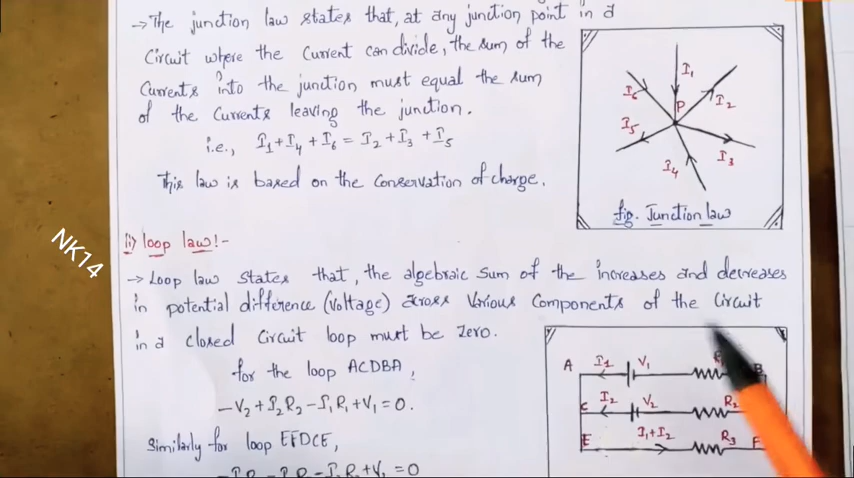 → The junction law states that, at any junction point in a
Circuit where the Current can divide, the sum of the
Currents into the junction must equal the sum
of the Currents leaving the junction.
i.e., I₁+I₄+I₆ = I₂+I₃+I₅
This law is based on the Conservation of charge.
I₁
I₆
P
I₂
I₅
I₃
I₄
fig. Junction law
NK14
ii) loop law:-
→ Loop law states that, the algebraic sum of the increases and decreases
in potential difference (Voltage) across Various Components of the Circuit
in a closed Circuit loop must be Zero.
for the loop ACDBA,
-V₂+I₂R₂-I₁R₁+V₁=0.
Similarly for loop EFDCE,
A I₁ V₁ B
C I₂ V₂ R₂
E I₁+I₂ R₃ F